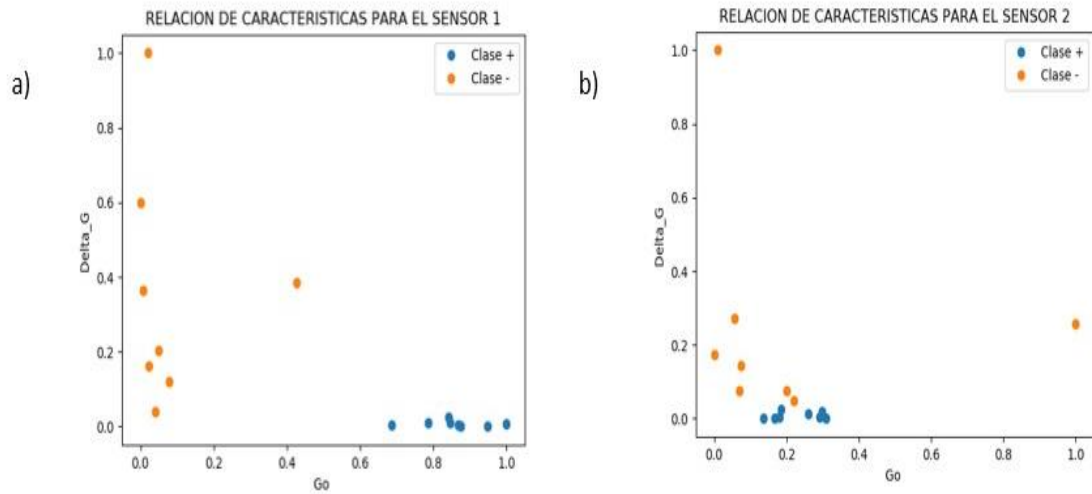 a)
RELACION DE CARACTERISTICAS PARA EL SENSOR 1
Clase +
Clase -
1.0
0.8
0.6
0.4
0.2
0.0
Delta_G
0.0 0.2 0.4 0.6 0.8 1.0
Go
b)
RELACION DE CARACTERISTICAS PARA EL SENSOR 2
Clase +
Clase -
1.0
0.8
0.6
0.4
0.2
0.0
Delta_G
0.0 0.2 0.4 0.6 0.8 1.0
Go